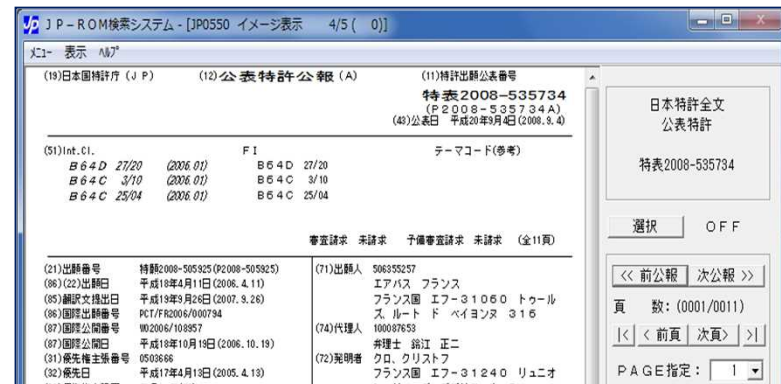 JP JP-ROM検索システム - [JP0550 イメージ表示 4/5 ( 0)]
ﾒﾆｭｰ 表示 ﾍﾙﾌﾟ
(19)日本国特許庁(JP) (12)公表特許公報(A) (11)特許出願公表番号
特表2008-535734
(P2008-535734A)
(43)公表日 平成20年9月4日(2008.9.4)
(51)Int.Cl. FI テーマコード(参考)
B64D 27/20 (2006.01) B64D 27/20
B64C 3/10 (2006.01) B64C 3/10
B64C 25/04 (2006.01) B64C 25/04
審査請求 未請求 予備審査請求 未請求 (全11頁)
(21)出願番号 特願2008-505925(P2008-505925)
(86)(22)出願日 平成18年4月11日(2006.4.11)
(85)翻訳文提出日 平成19年9月26日(2007.9.26)
(86)国際出願番号 PCT/FR2006/000794
(87)国際公開番号 WO2006/108957
(87)国際公開日 平成18年10月19日(2006.10.19)
(31)優先権主張番号 0503666
(32)優先日 平成17年4月13日(2005.4.13)
(71)出願人 506355257
エアバス フランス
フランス国 エフ-31060 トゥール
ズ、ルート ド ベイヨンヌ 316
(74)代理人 100087653
弁理士 鈴江 正二
(72)発明者 クロ、クリストフ
フランス国 エフ-31240 リュニオ
日本特許全文
公表特許
特表2008-535734
選択 OFF
<< 前公報 次公報 >>
頁 数:(0001/0011)
|< < 前頁 次頁> >|
PAGE指定: 1